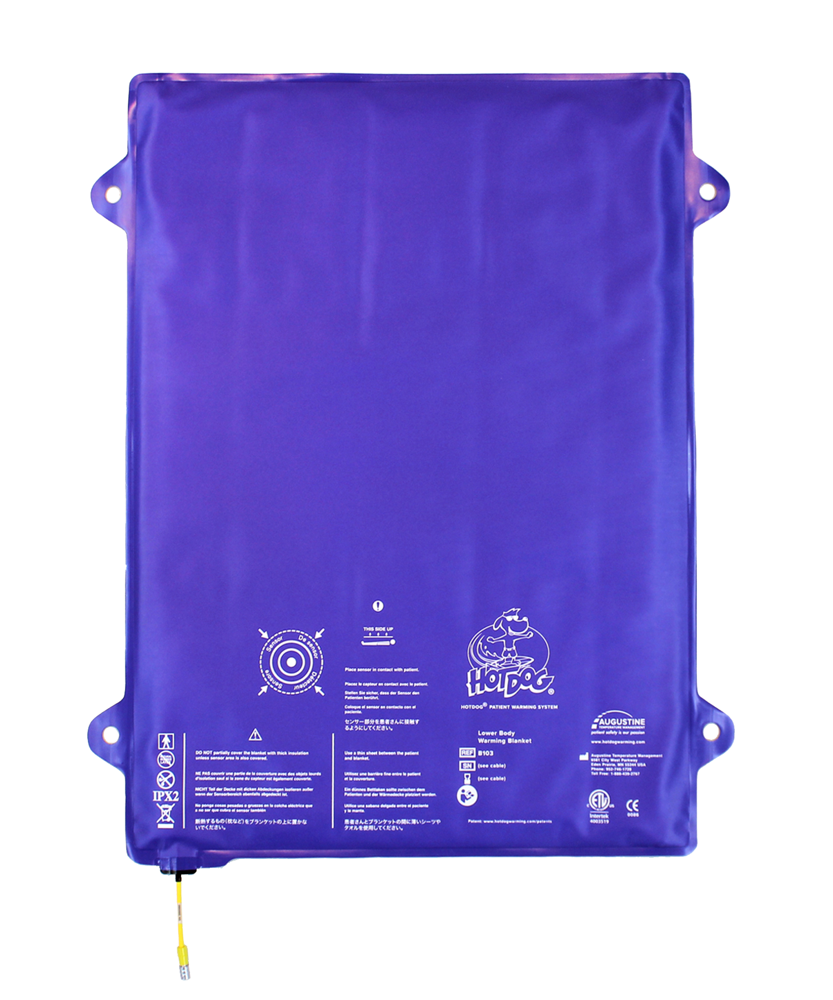 THIS SIDE UP
Sensor
De sensor
Sensore
Détecteur
Place sensor in contact with patient.
Placez le capteur en contact avec le patient.
Stellen Sie sicher, dass der Sensor den
Patienten berührt.
Coloque el sensor en contacto con el
paciente.
センサー部分を患者さんに接触す
るようにしてください。
HOTDOG®
HOTDOG® PATIENT WARMING SYSTEM
Lower Body
Warming Blanket
REF B103
SN (see cable)
(see cable)
Patent: www.hotdogwarming.com/patents
AUGUSTINE
TEMPERATURE MANAGEMENT
patient safety is our passion
www.hotdogwarming.com
Augustine Temperature Management
6581 City West Parkway
Eden Prairie, MN 55344 USA
Phone: 952-746-1720
Toll Free: 1-888-439-2767
C ETL US
Intertek
4003519
CE
0086
LATEX
IPX2
DO NOT partially cover the blanket with thick insulation
unless sensor area is also covered.
NE PAS couvrir une partie de la couverture avec des objets lourds
d'isolation sauf si la zone du capteur est également couverte.
NICHT Teil der Decke mit dicken Abdeckungen isolieren außer
wenn der Sensorbereich ebenfalls abgedeckt ist.
No ponga cosas pesadas o gruesas en la colcha eléctrica que
a no ser que cubra el sensor también
断熱するもの(枕など)をブランケットの上に置かな
いでください。
Use a thin sheet between the patient
and blanket.
Utilisez une barrière fine entre le patient
et la couverture.
Ein dünnes Bettlaken sollte zwischen dem
Patienten und der Wärmedecke platziert werden.
Utilice una sabana delgada entre el paciente
y la manta.
患者さんとブランケットの間に薄いシーツや
タオルを使用してください。